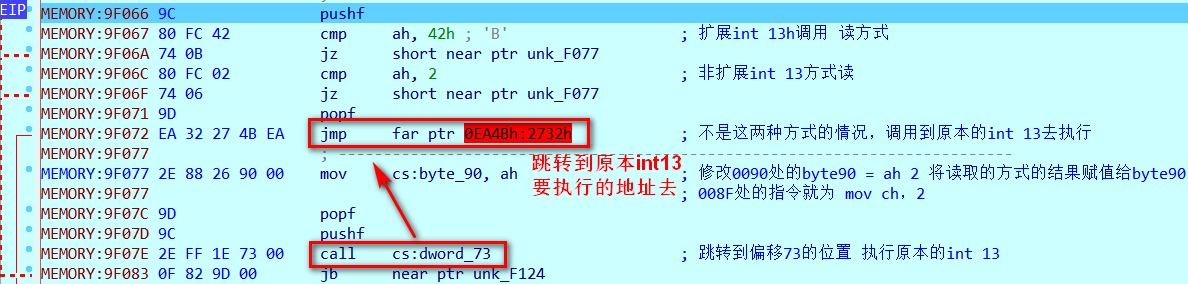 EIP MEMORY:9F066 9C pushf
MEMORY:9F067 80 FC 42 cmp ah, 42h ; 'B' ; 扩展int 13h调用 读方式
MEMORY:9F06A 74 0B jz short near ptr unk_F077
MEMORY:9F06C 80 FC 02 cmp ah, 2 ; 非扩展int 13方式读
MEMORY:9F06F 74 06 jz short near ptr unk_F077
MEMORY:9F071 9D popf
MEMORY:9F072 EA 32 27 4B EA jmp far ptr 0EA4Bh:2732h ; 不是这两种方式的情况，调用到原本的int 13去执行
MEMORY:9F077 ; ---------------------------------------------------------------------------
跳转到原本int13
要执行的地址去
MEMORY:9F077 2E 88 26 90 00 mov cs:byte_90, ah ; 修改0090处的byte90 = ah 2 将读取的方式的结果赋值给byte90
MEMORY:9F077 ; 008F处的指令就为 mov ch，2
MEMORY:9F07C 9D popf
MEMORY:9F07D 9C pushf
MEMORY:9F07E 2E FF 1E 73 00 call cs:dword_73 ; 跳转到偏移73的位置 执行原本的int 13
MEMORY:9F083 0F 82 9D 00 jb near ptr unk_F124